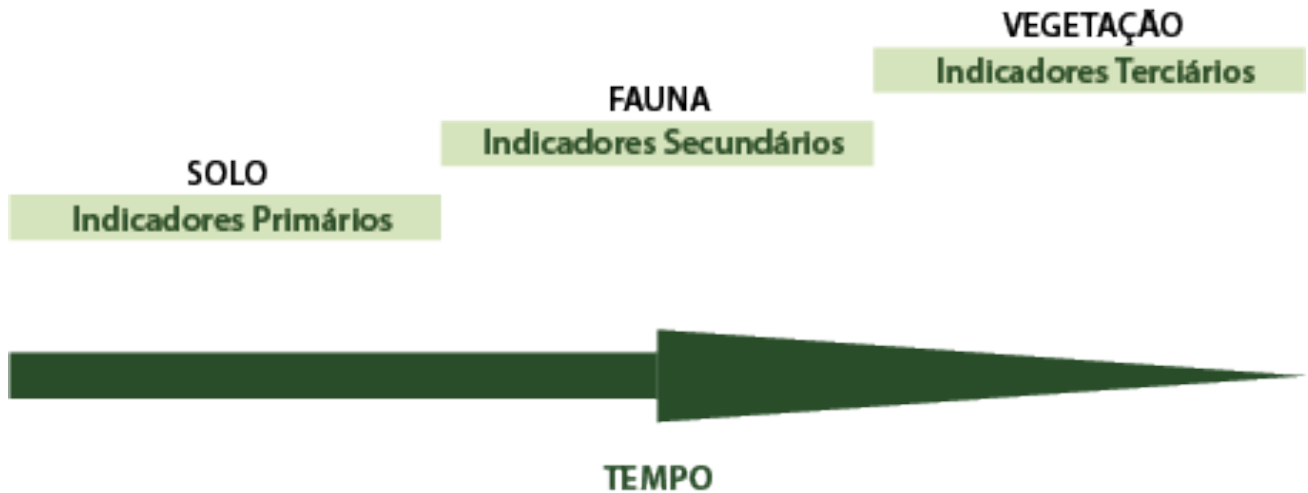 VEGETAÇÃO
Indicadores Terciários
FAUNA
Indicadores Secundários
SOLO
Indicadores Primários
TEMPO